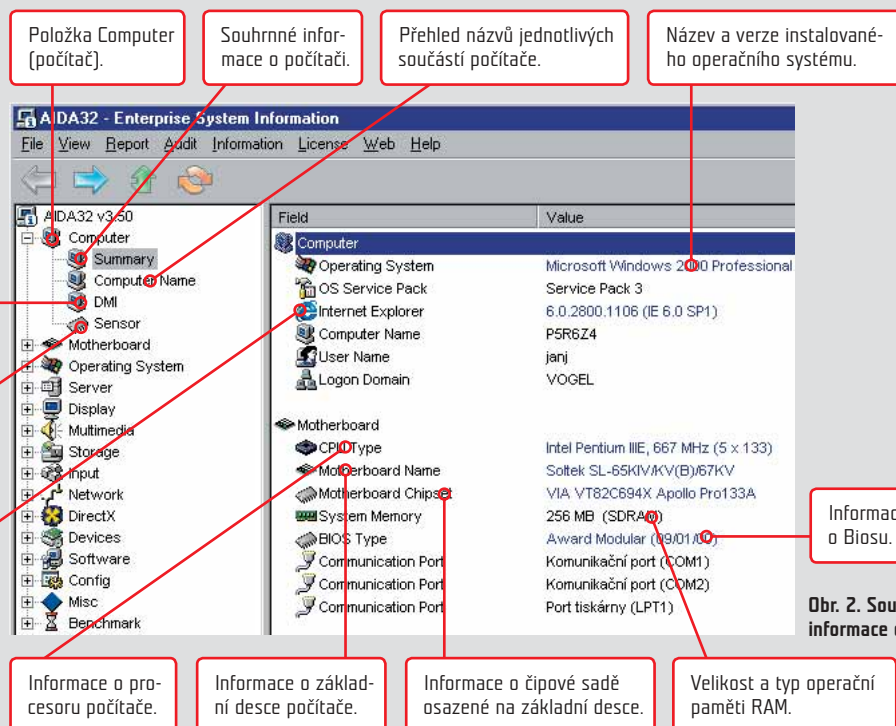 Položka Computer
(počítač).
Souhrnné infor-
mace o počítači.
Přehled názvů jednotlivých
součástí počítače.
Název a verze instalované-
ho operačního systému.
AIDA32 - Enterprise System Information
File View Report Audit Information License Web Help
AIDA32 v3.50
Computer
Summary
Computer Name
DMI
Sensor
Motherboard
Operating System
Server
Display
Multimedia
Storage
Input
Network
DirectX
Devices
Software
Config
Misc
Benchmark
Field Value
Computer
Operating System Microsoft Windows 2000 Professional
OS Service Pack Service Pack 3
Internet Explorer 6.0.2800.1106 (IE 6.0 SP1)
Computer Name P5R6Z4
User Name janj
Logon Domain VOGEL
Motherboard
CPU Type Intel Pentium IIIE, 667 MHz (5 x 133)
Motherboard Name Soltek SL-65KIV/KV(B)/67KV
Motherboard Chipset VIA VT82C694X Apollo Pro133A
System Memory 256 MB (SDRAM)
BIOS Type Award Modular (09/01/00)
Communication Port Komunikační port (COM1)
Communication Port Komunikační port (COM2)
Communication Port Port tiskárny (LPT1)
Informac
o Biosu.
Obr. 2. Sou
informace
Informace o pro-
cesoru počítače.
Informace o základ-
ní desce počítače.
Informace o čipové sadě
osazené na základní desce.
Velikost a typ operační
paměti RAM.